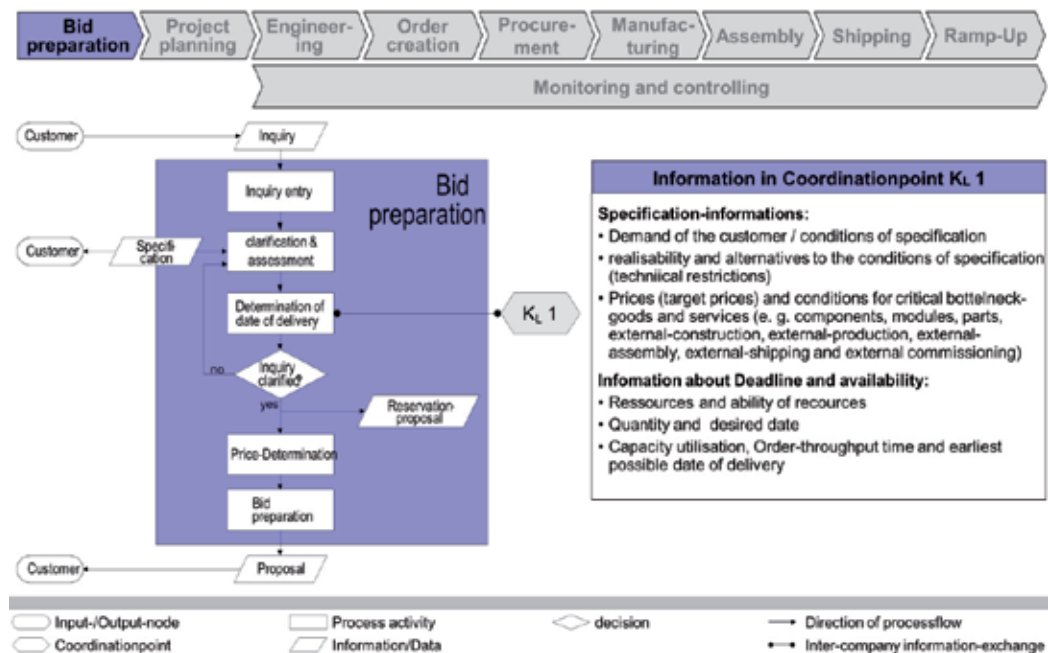 Bid
preparation
Project
planning
Engineer-
ing
Order
creation
Procure-
ment
Manufac-
turing
Assembly
Shipping
Ramp-Up
Monitoring and controlling
Customer
Inquiry
Bid
preparation
Inquiry entry
Customer
Specifi-
cation
clarification &
assessment
Determination of
date of delivery
K_L 1
Inquiry
clarified?
no
yes
Reservation-
proposal
Price-Determination
Bid
preparation
Customer
Proposal
Information in Coordinationpoint K_L 1
Specification-informations:
• Demand of the customer / conditions of specification
• realisability and alternatives to the conditions of specification
(techniical restrictions)
• Prices (target prices) and conditions for critical bottelneck-
goods and services (e. g. components, modules, parts,
external-construction, external-production, external-
assembly, external-shipping and external commissioning)
Infomation about Deadline and availability:
• Ressources and ability of recources
• Quantity and desired date
• Capacity utilisation, Order-throughput time and earliest
possible date of delivery
Input-/Output-node
Process activity
decision
Direction of processflow
Coordinationpoint
Information/Data
Inter-company information-exchange